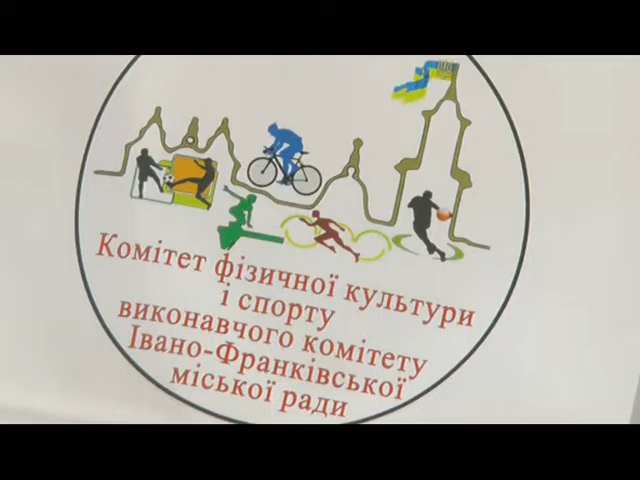 Комітет фізичної культури
і спорту
виконавчого комітету
Івано-Франківської
міської ради